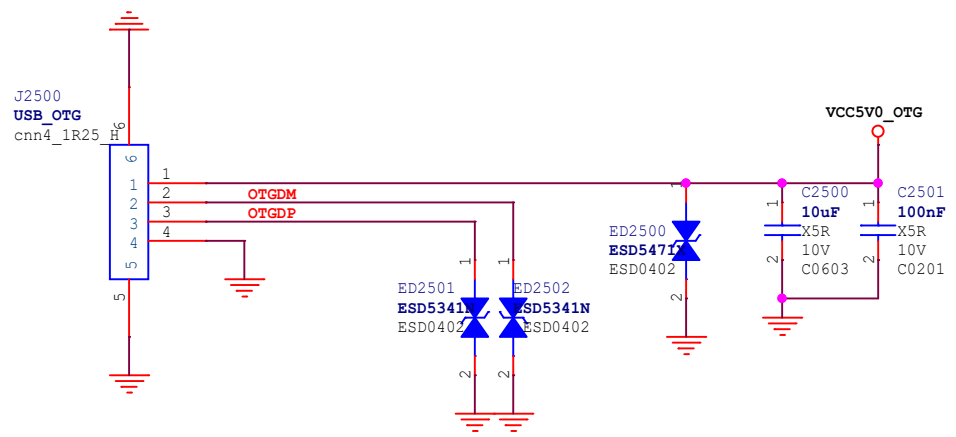 J2500
USB_OTG
cnn4_1R25_H
6
6
1
2
3
4
5
5
1
2
3
4
OTGDM
OTGDP
VCC5V0_OTG
1
ED2500
ESD5471X
ESD0402
2
1
C2500
10uF
X5R
10V
C0603
2
1
C2501
100nF
X5R
10V
C0201
2
1
ED2501
ESD5341N
ESD0402
2
1
ED2502
ESD5341N
ESD0402
2